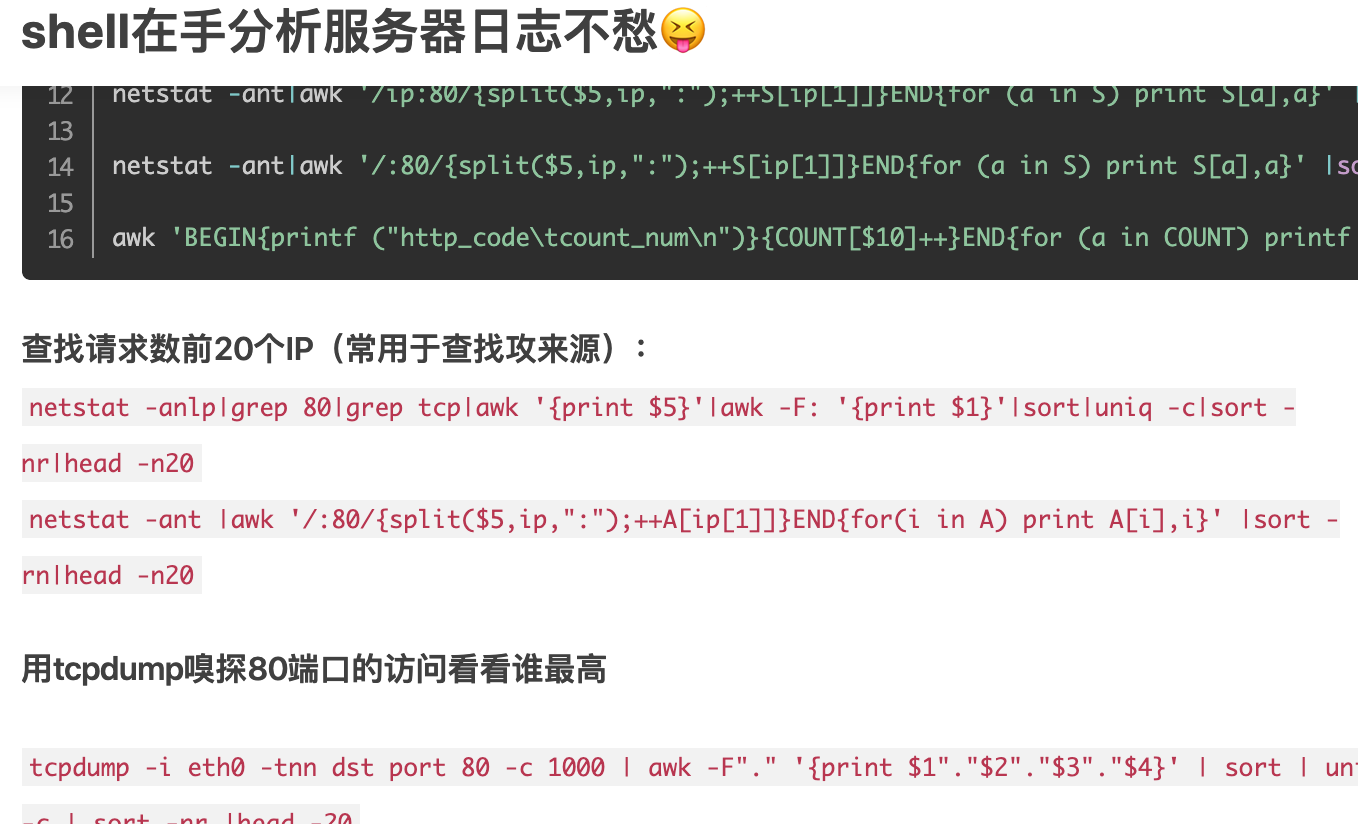 shell在手分析服务器日志不愁😝
12 netstat -ant|awk '/ip:80/{split($5,ip,":");++S[ip[1]]}END{for (a in S) print S[a],a}' |
13
14 netstat -ant|awk '/:80/{split($5,ip,":");++S[ip[1]]}END{for (a in S) print S[a],a}' |so
15
16 awk 'BEGIN{printf ("http_code\tcount_num\n")}{COUNT[$10]++}END{for (a in COUNT) printf
查找请求数前20个IP（常用于查找攻来源）：
netstat -anlp|grep 80|grep tcp|awk '{print $5}'|awk -F: '{print $1}'|sort|uniq -c|sort -
nr|head -n20
netstat -ant |awk '/:80/{split($5,ip,":");++A[ip[1]]}END{for(i in A) print A[i],i}' |sort -
rn|head -n20
用tcpdump嗅探80端口的访问看看谁最高
tcpdump -i eth0 -tnn dst port 80 -c 1000 | awk -F"." '{print $1"."$2"."$3"."$4}' | sort | un
-c | sort -nr |head -20